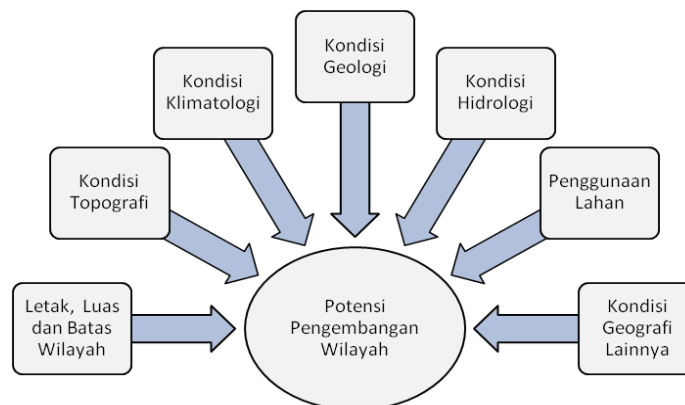 Kondisi
Geologi
Kondisi
Klimatologi
Kondisi
Hidrologi
Kondisi
Topografi
Penggunaan
Lahan
Letak, Luas
dan Batas
Wilayah
Potensi
Pengembangan
Wilayah
Kondisi
Geografi
Lainnya